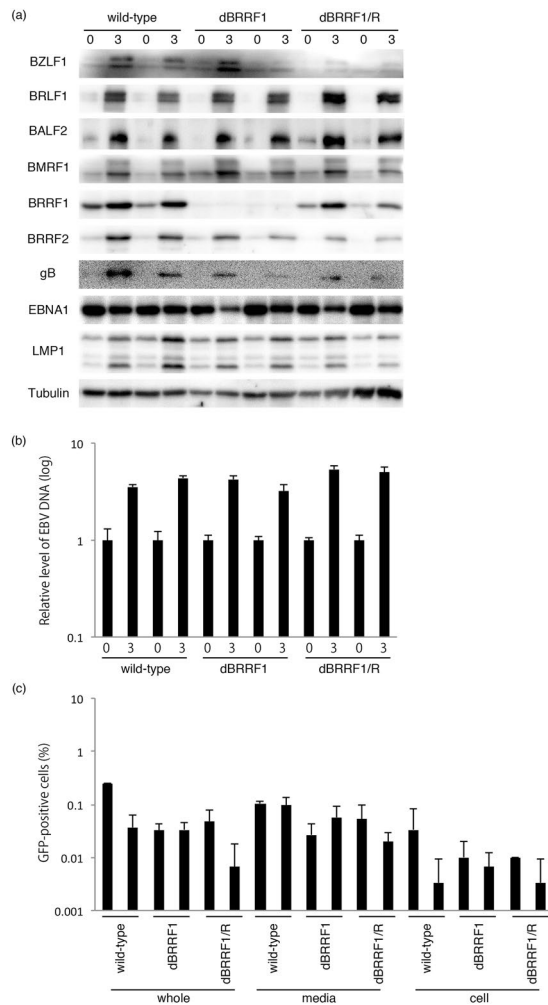 (a)
wild-type dBRRF1 dBRRF1/R
0 3 0 3 0 3 0 3 0 3 0 3
BZLF1
BRLF1
BALF2
BMRF1
BRRF1
BRRF2
gB
EBNA1
LMP1
Tubulin
(b)
Relative level of EBV DNA (log)
10
1
0.1
0 3 0 3 0 3 0 3 0 3 0 3
wild-type dBRRF1 dBRRF1/R
(c)
GFP-positive cells (%)
10
1
0.1
0.01
0.001
wild-type dBRRF1 dBRRF1/R wild-type dBRRF1 dBRRF1/R wild-type dBRRF1 dBRRF1/R
whole media cell